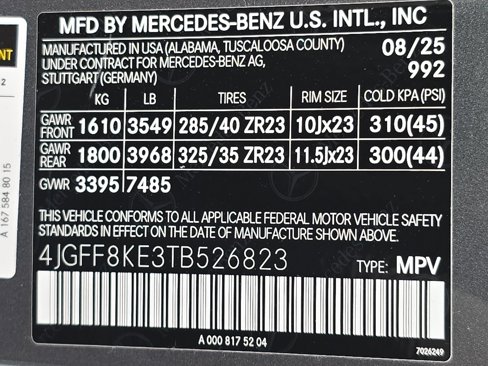 MFD BY MERCEDES-BENZ U.S. INTL., INC
MANUFACTURED IN USA (ALABAMA, TUSCALOOSA COUNTY) 08/25
UNDER CONTRACT FOR MERCEDES-BENZ AG, 992
STUTTGART (GERMANY)
KG LB TIRES RIM SIZE COLD KPA(PSI)
GAWR FRONT 1610 3549 285/40 ZR23 10Jx23 310(45)
GAWR REAR 1800 3968 325/35 ZR23 11.5Jx23 300(44)
GVWR 3395 7485
THIS VEHICLE CONFORMS TO ALL APPLICABLE FEDERAL MOTOR VEHICLE SAFETY
STANDARDS IN EFFECT ON THE DATE OF MANUFACTURE SHOWN ABOVE.
4JGFF8KE3TB526823 TYPE: MPV
A 000 817 52 04
7026249
A 167 584 80 15